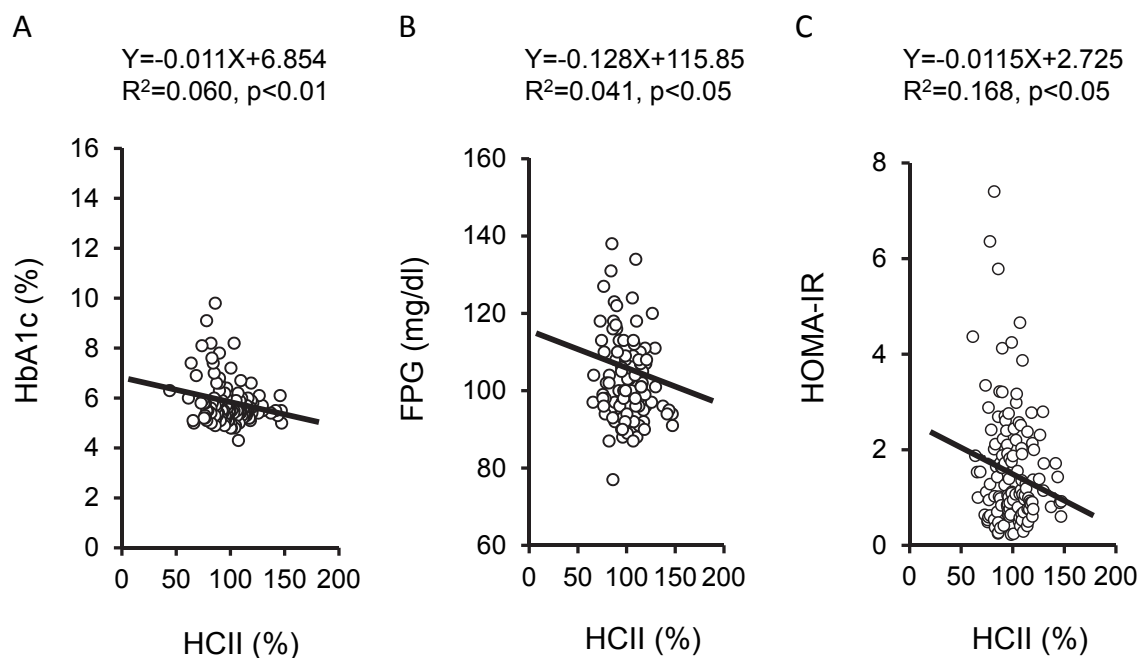 A
Y=-0.011X+6.854
R²=0.060, p<0.01
HbA1c (%)
16
14
12
10
8
6
4
2
0
0 50 100 150 200
HCII (%)
B
Y=-0.128X+115.85
R²=0.041, p<0.05
FPG (mg/dl)
160
140
120
100
80
60
0 50 100 150 200
HCII (%)
C
Y=-0.0115X+2.725
R²=0.168, p<0.05
HOMA-IR
8
6
4
2
0
0 50 100 150 200
HCII (%)